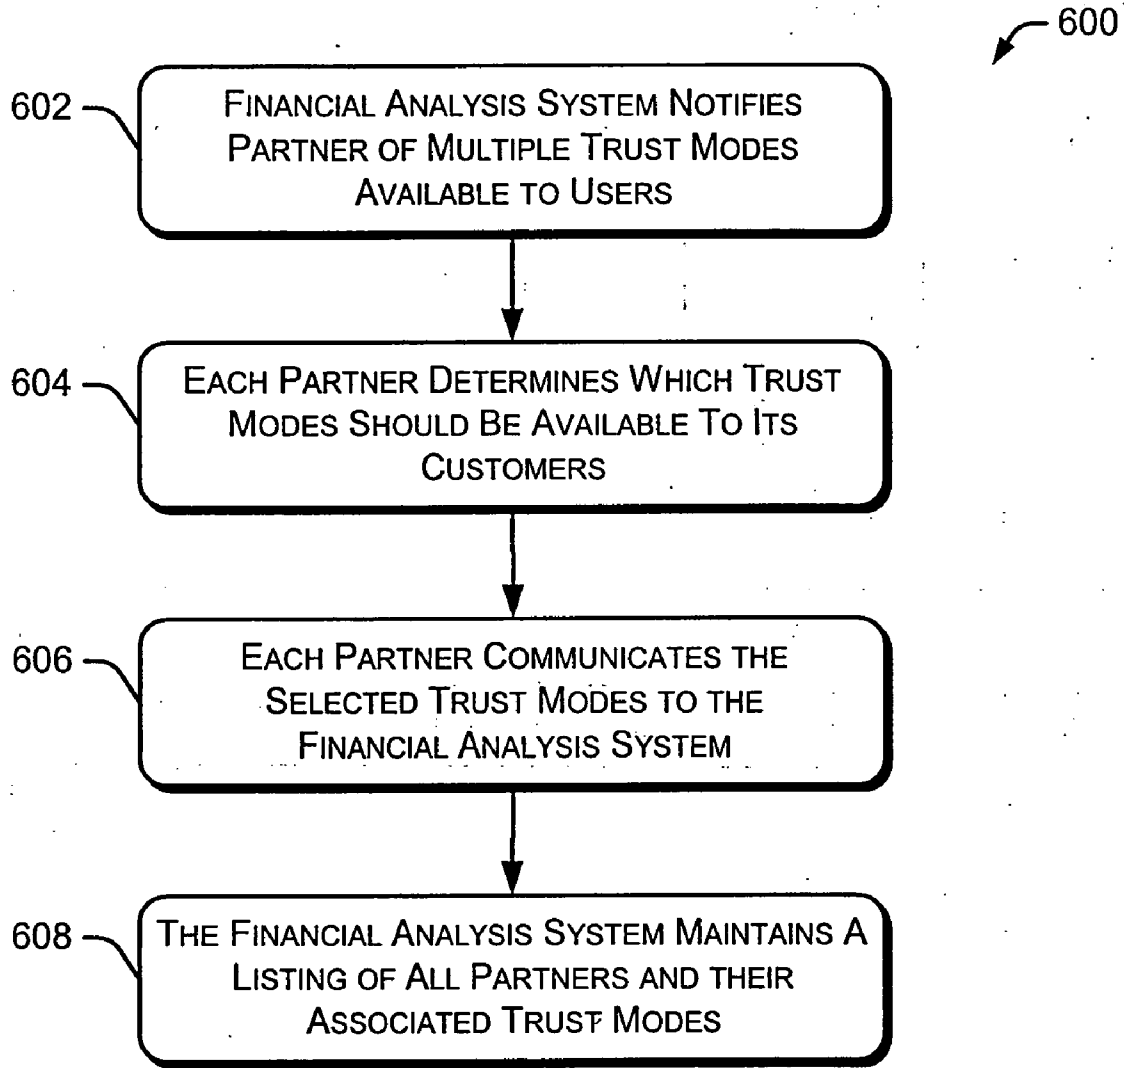 600
602
FINANCIAL ANALYSIS SYSTEM NOTIFIES
PARTNER OF MULTIPLE TRUST MODES
AVAILABLE TO USERS
604
EACH PARTNER DETERMINES WHICH TRUST
MODES SHOULD BE AVAILABLE TO ITS
CUSTOMERS
606
EACH PARTNER COMMUNICATES THE
SELECTED TRUST MODES TO THE
FINANCIAL ANALYSIS SYSTEM
608
THE FINANCIAL ANALYSIS SYSTEM MAINTAINS A
LISTING OF ALL PARTNERS AND THEIR
ASSOCIATED TRUST MODES